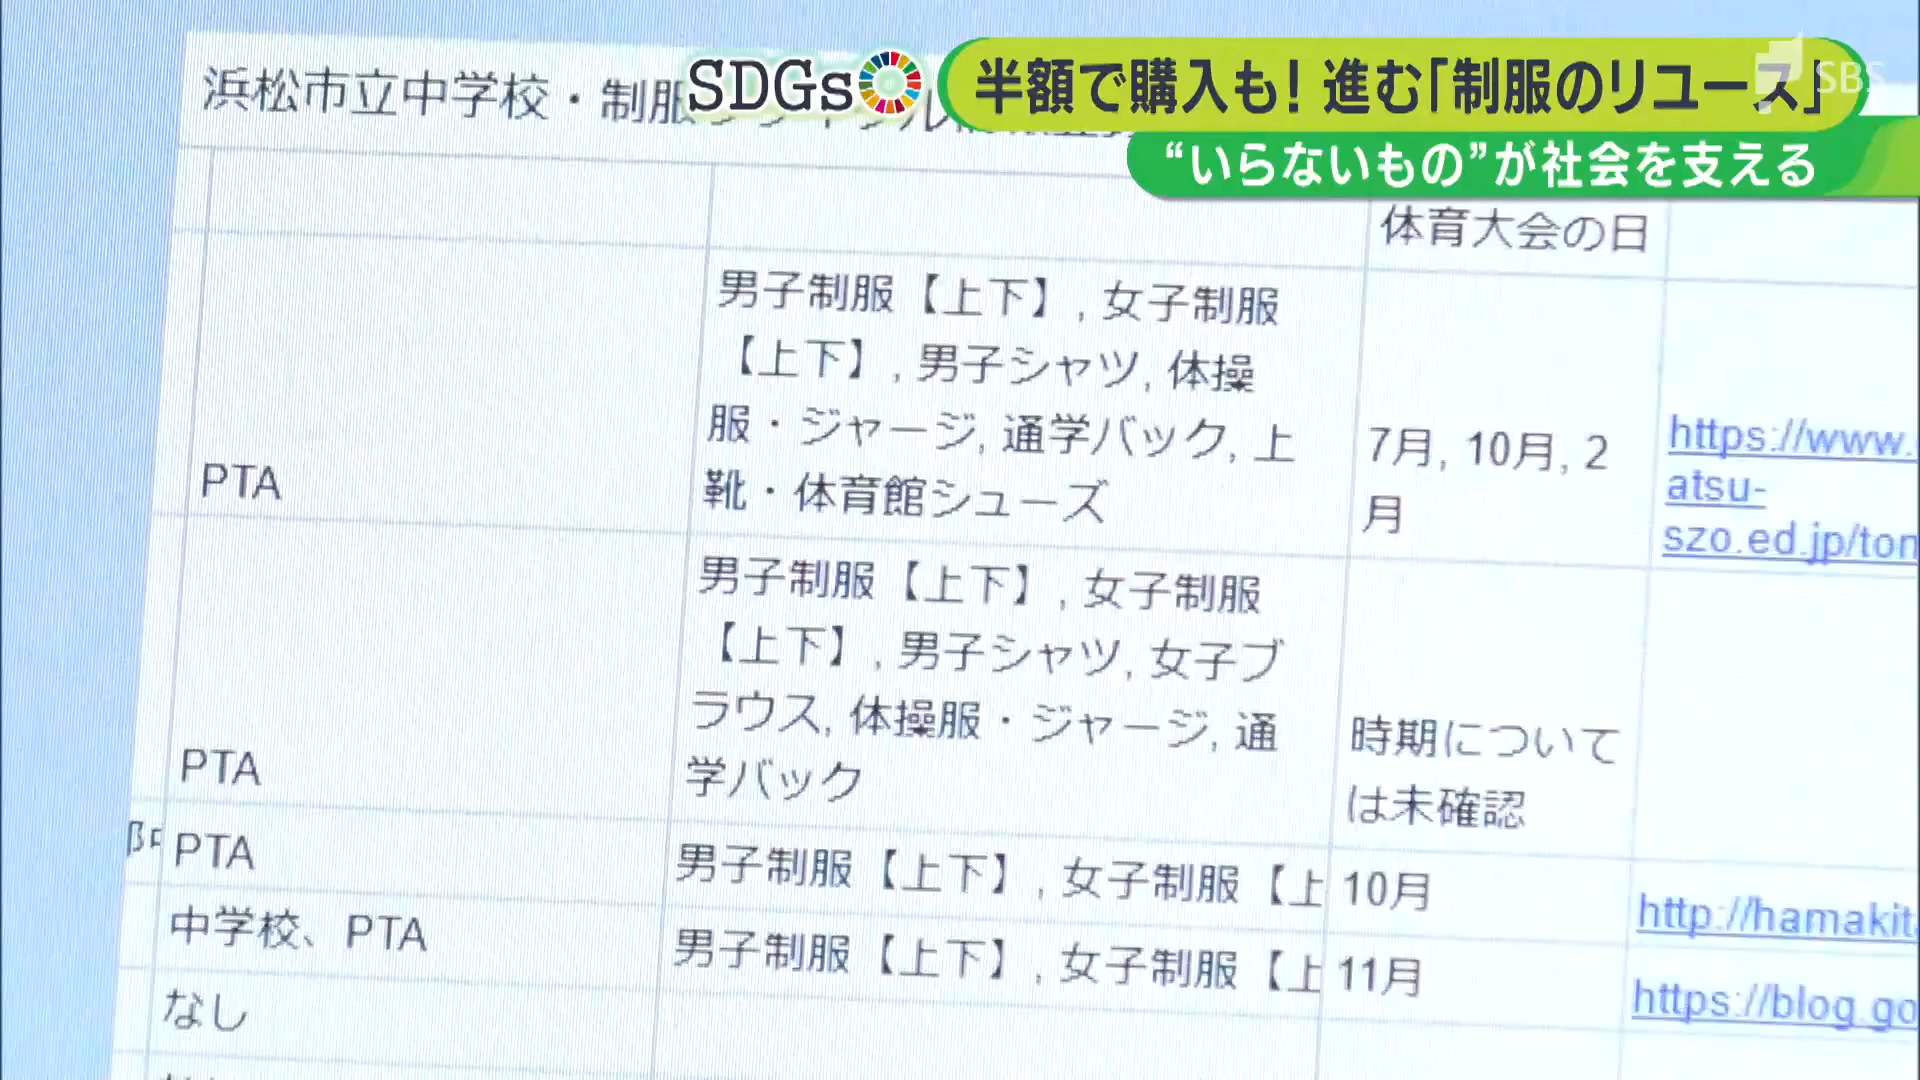 SDGs
半額で購入も！進む「制服のリユース」
SBS
“いらないもの”が社会を支える
浜松市立中学校・制服
体育大会の日
PTA
男子制服【上下】, 女子制服
【上下】, 男子シャツ, 体操
服・ジャージ, 通学バック, 上
靴・体育館シューズ
7月, 10月, 2
月
https://www.
atsu-
szo.ed.jp/ton
PTA
男子制服【上下】, 女子制服
【上下】, 男子シャツ, 女子ブ
ラウス, 体操服・ジャージ, 通
学バック
時期について
は未確認
PTA
男子制服【上下】, 女子制服【上
10月
http://hamakit
中学校、PTA
男子制服【上下】, 女子制服【上
11月
https://blog.go
なし